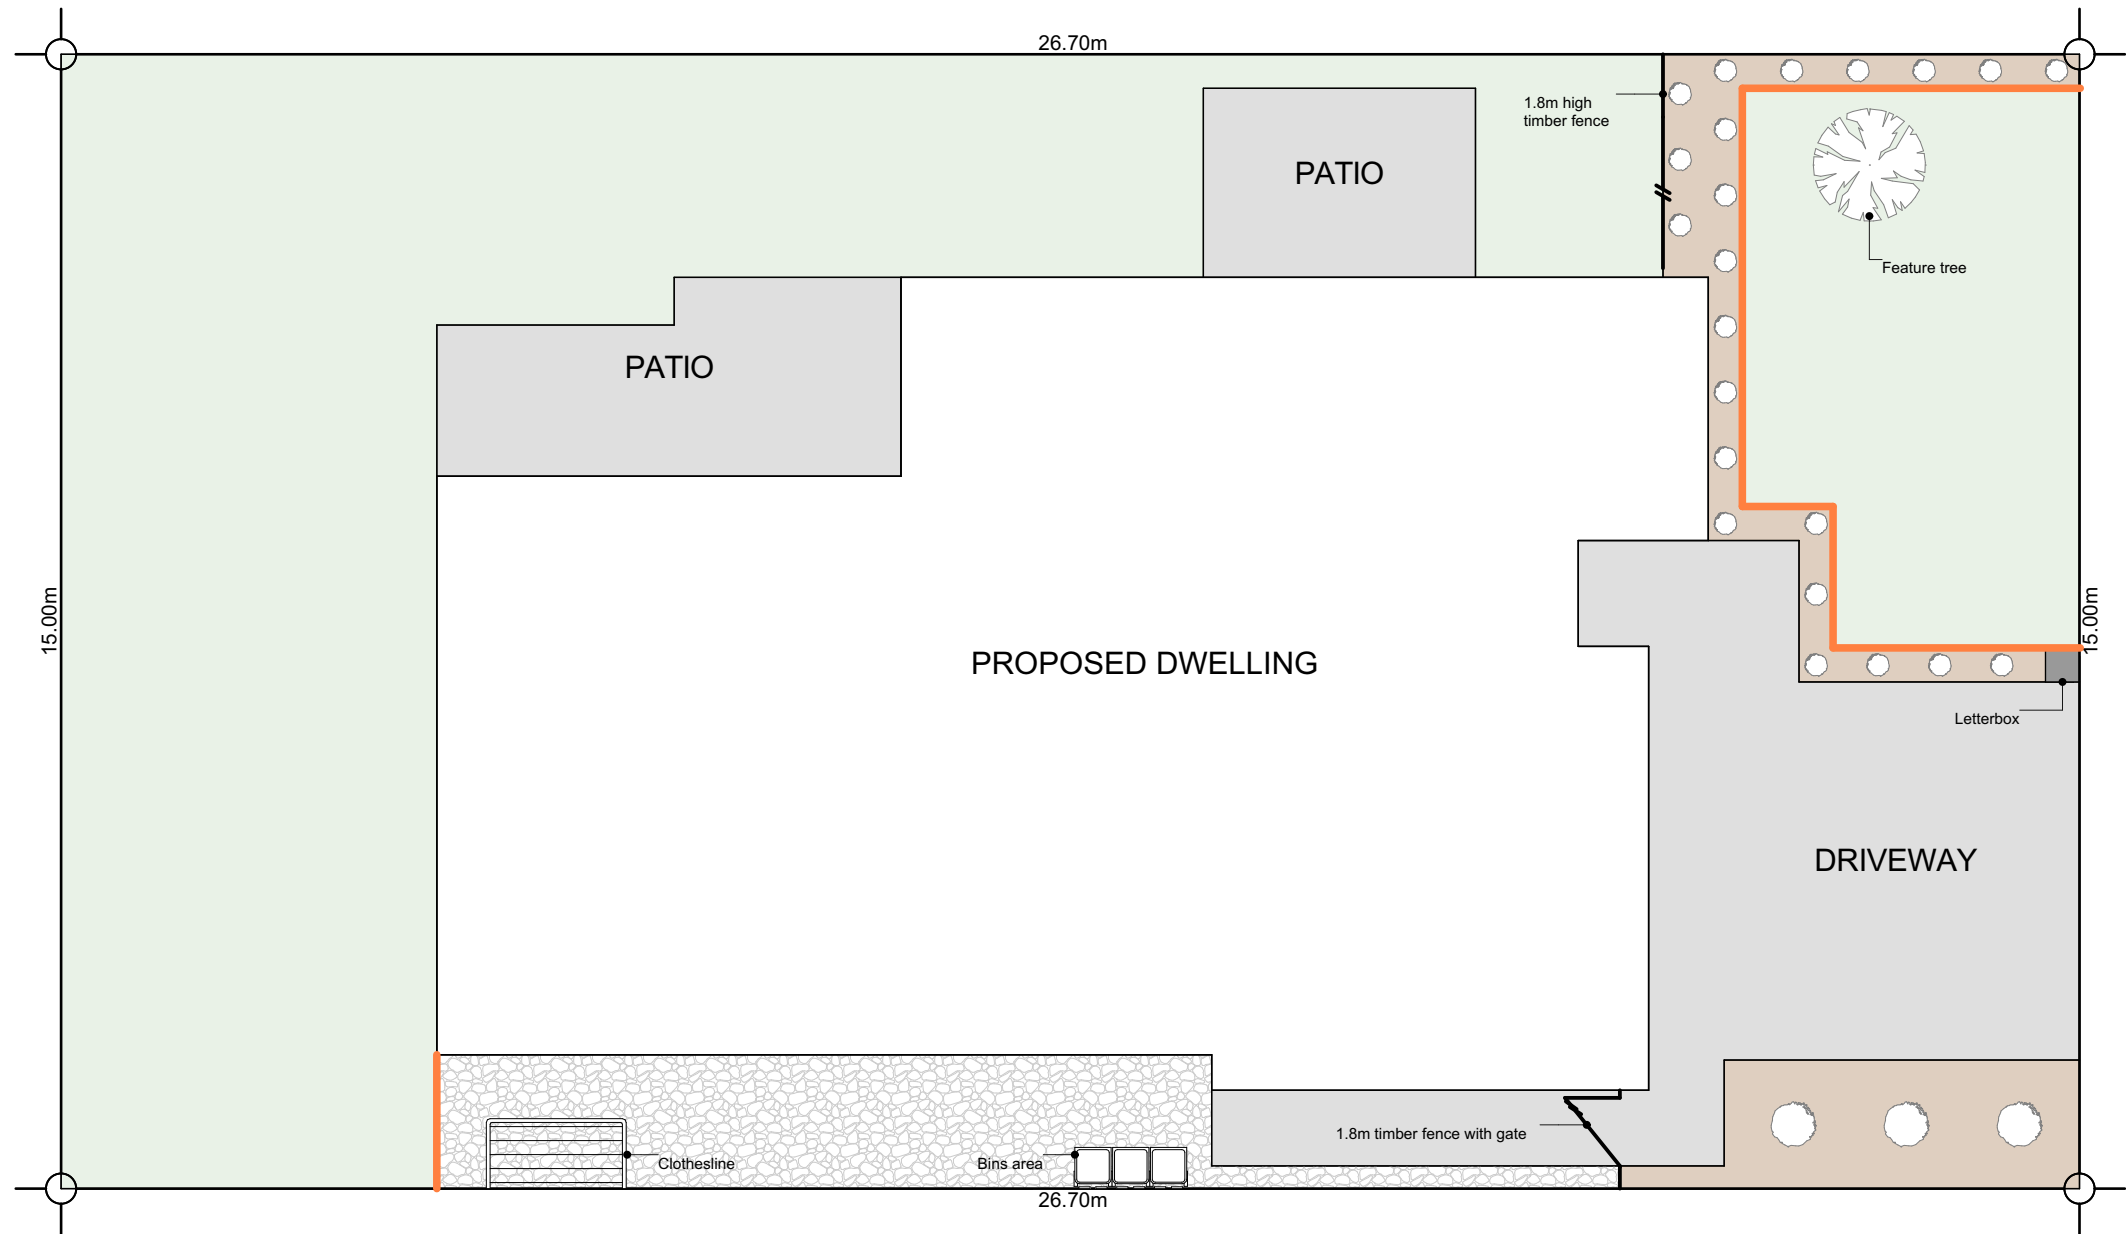 26.70m
1.8m high
timber fence
PATIO
Feature tree
PATIO
15.00m
15.00m
PROPOSED DWELLING
Letterbox
DRIVEWAY
1.8m timber fence with gate
Clothesline
Bins area
26.70m